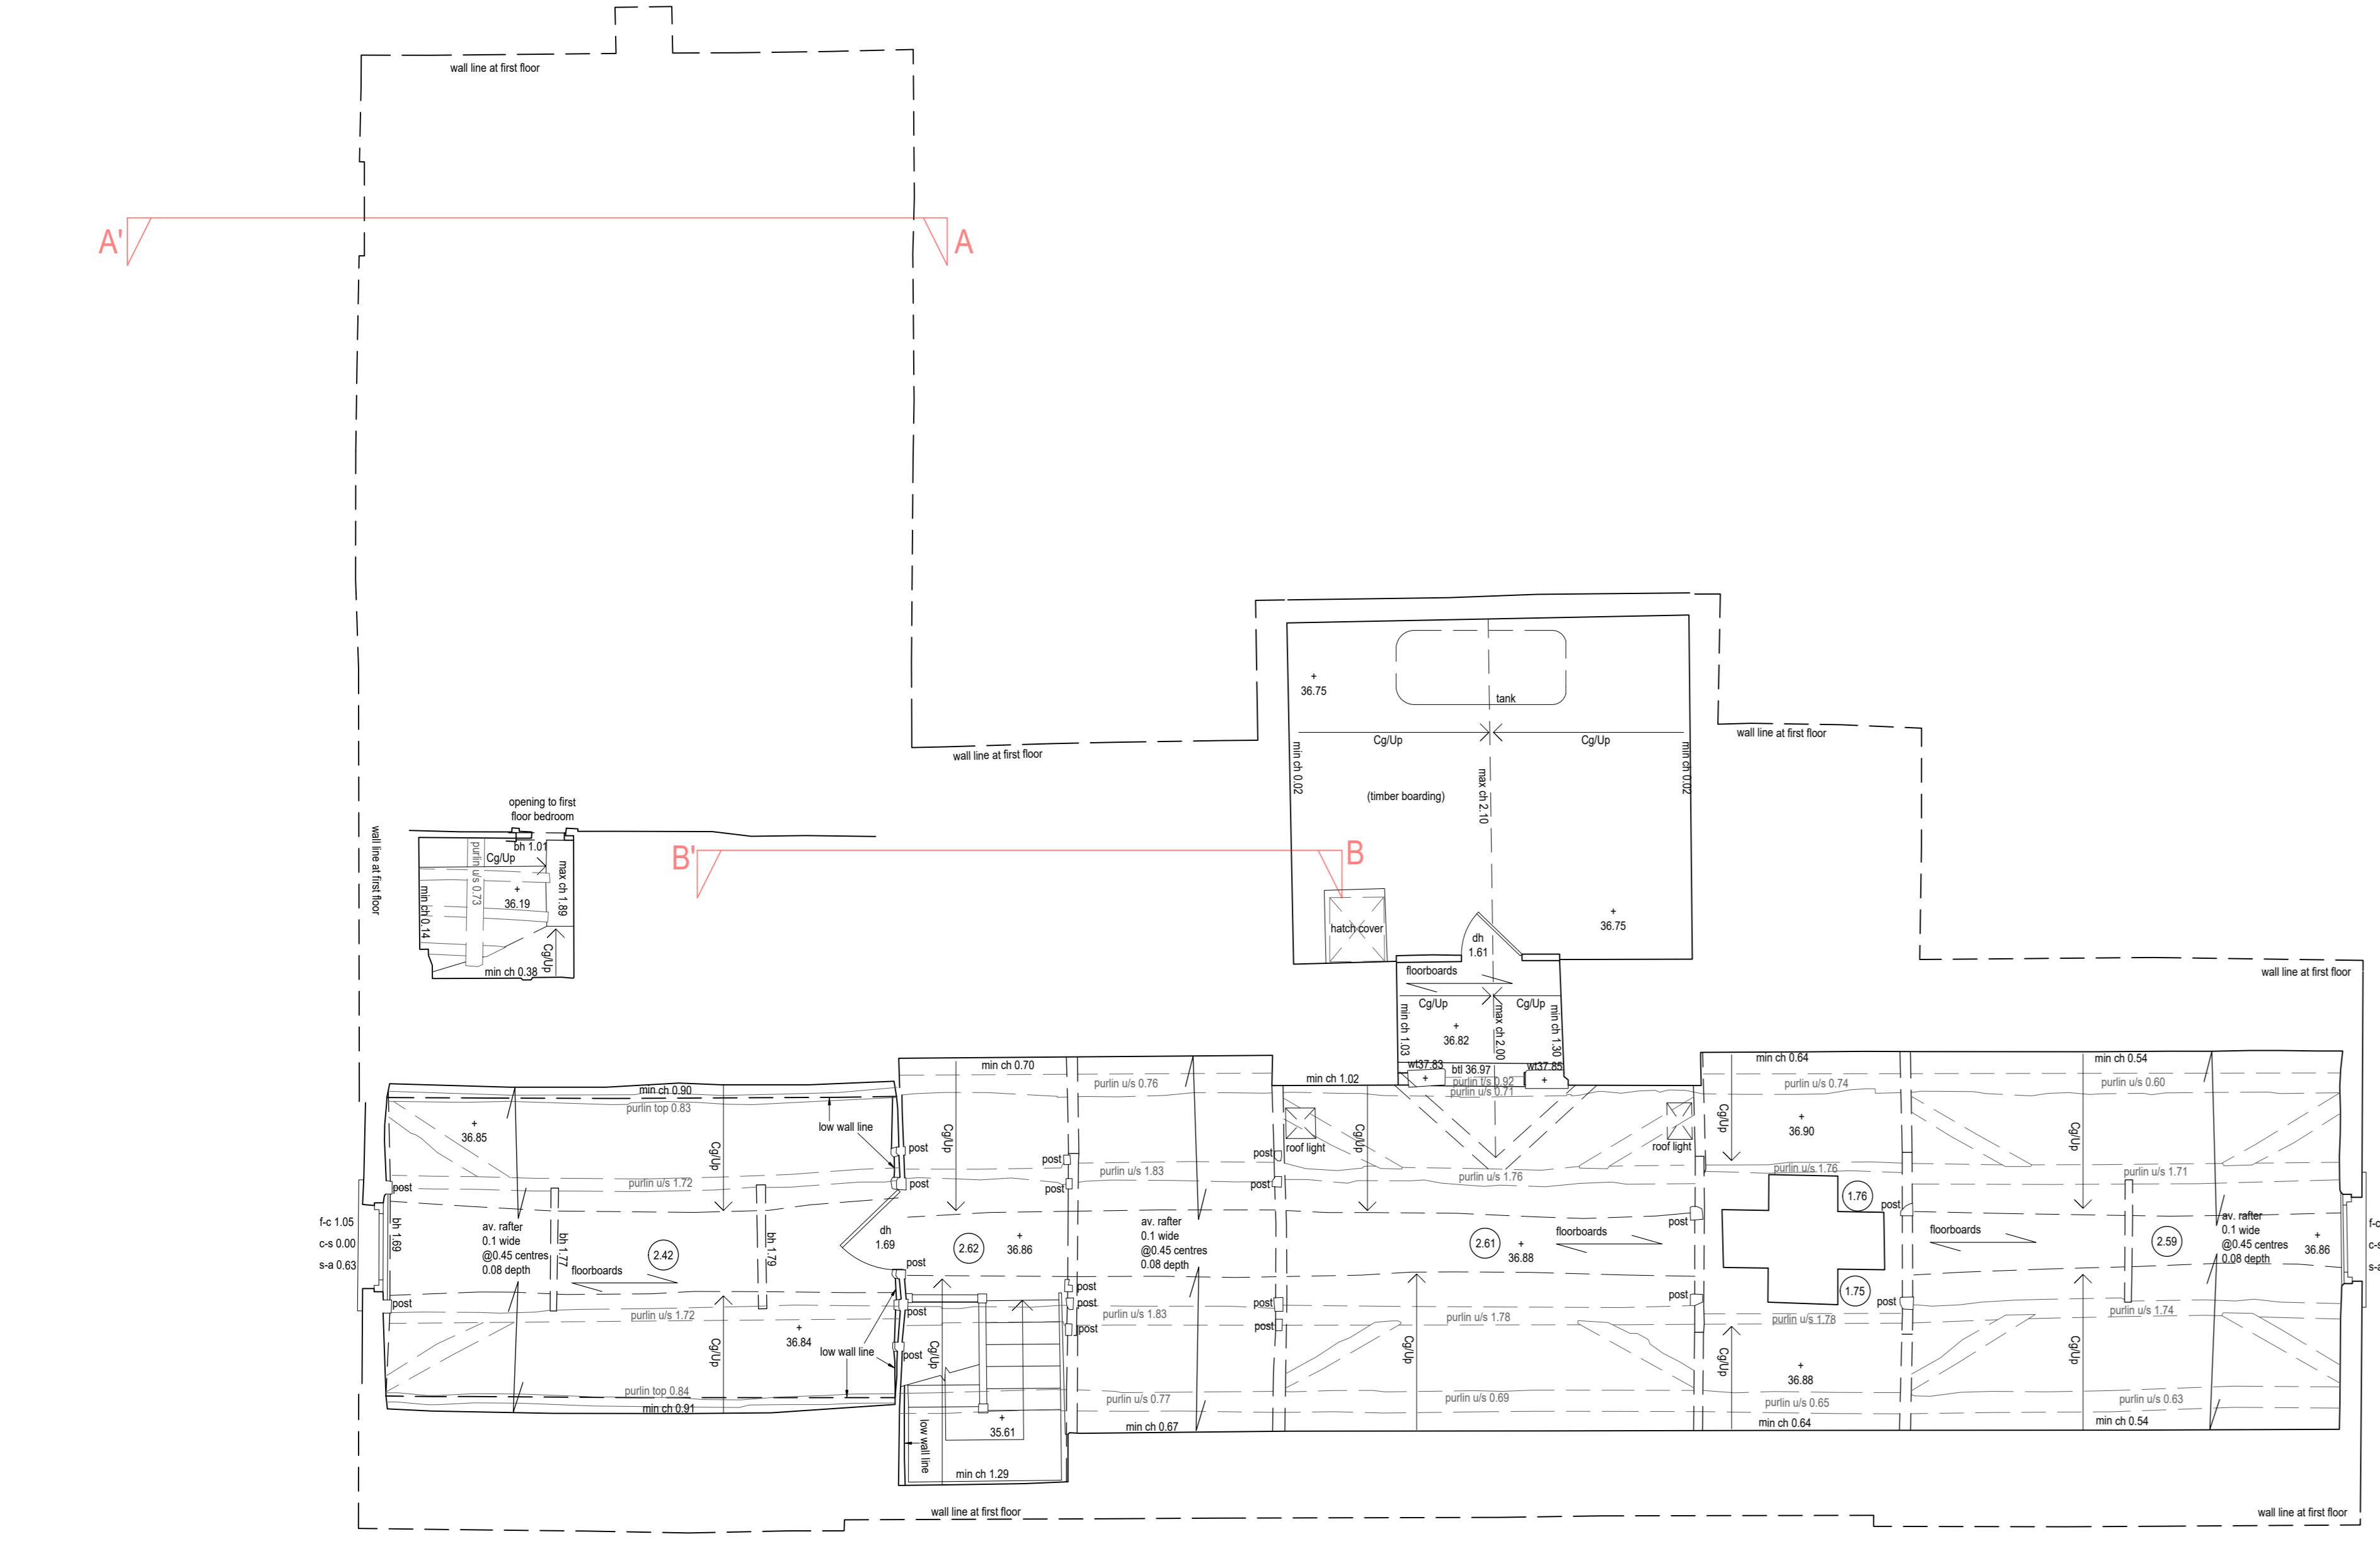 wall line at first floor
A'
A
36.75
tank
Cg/Up
Cg/Up
min ch 0.02
max ch 2.10
min ch 0.02
(timber boarding)
wall line at first floor
wall line at first floor
opening to first
floor bedroom
wall line at first floor
bh 1.01
Cg/Up
purlin u/s 0.73
max ch 1.89
36.19
min ch 0.14
Cg/Up
min ch 0.38
B'
B
hatch cover
36.75
dh
1.61
wall line at first floor
floorboards
Cg/Up
Cg/Up
min ch 1.03
36.82
max ch 2.00
min ch 1.30
wt37.83
btl 36.97
wt37.85
purlin t/s 0.92
purlin u/s 0.71
min ch 0.90
purlin top 0.83
36.85
low wall line
Cg/Up
post
purlin u/s 1.72
post
post
f-c 1.05
c-s 0.00
s-a 0.63
bh 1.69
av. rafter
0.1 wide
@0.45 centres
0.08 depth
bh 1.77
floorboards
2.42
bh 1.79
dh
1.69
post
post
purlin u/s 1.72
36.84
Cg/Up
low wall line
post
purlin top 0.84
min ch 0.91
min ch 0.70
Cg/Up
purlin u/s 0.76
post
post
purlin u/s 1.83
2.62
36.86
av. rafter
0.1 wide
@0.45 centres
0.08 depth
post
post
post
purlin u/s 1.83
Cg/Up
35.61
low wall line
min ch 1.29
purlin u/s 0.77
min ch 0.67
min ch 1.02
roof light
Cg/Up
post
post
purlin u/s 1.76
roof light
2.61
36.88
floorboards
post
post
post
post
purlin u/s 1.78
Cg/Up
purlin u/s 0.69
min ch 0.64
purlin u/s 0.74
Cg/Up
36.90
purlin u/s 1.76
1.76
post
1.75
post
purlin u/s 1.78
Cg/Up
36.88
purlin u/s 0.65
min ch 0.64
min ch 0.54
purlin u/s 0.60
Cg/Up
purlin u/s 1.71
floorboards
2.59
av. rafter
0.1 wide
@0.45 centres
0.08 depth
36.86
f-c
c-s
s-a
purlin u/s 1.74
Cg/Up
purlin u/s 0.63
min ch 0.54
wall line at first floor
wall line at first floor